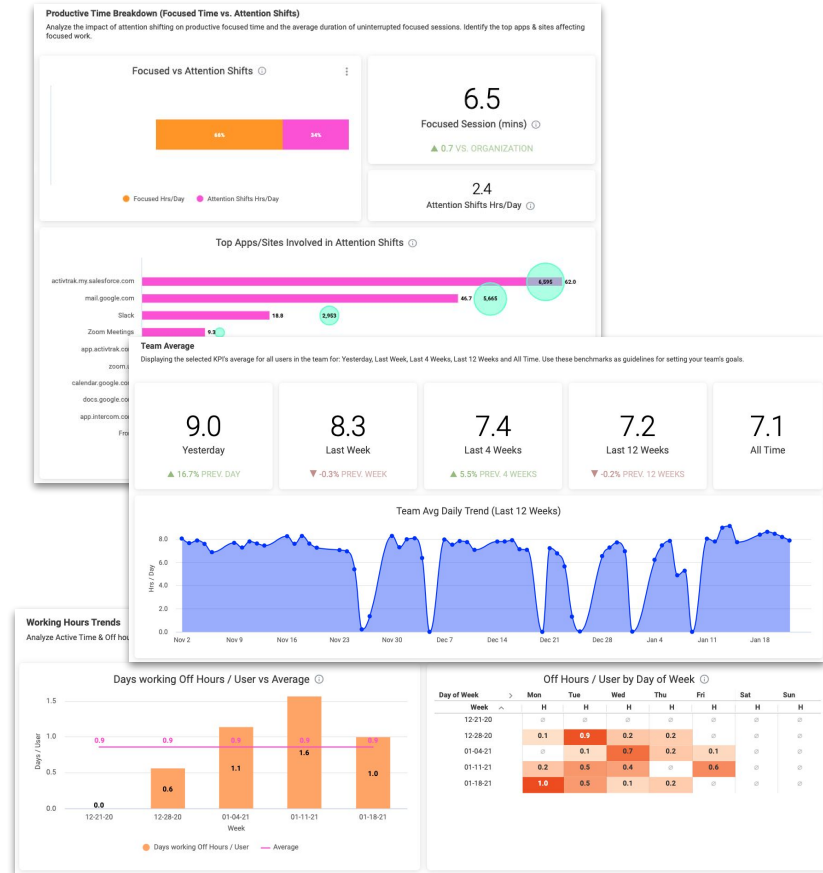 Productive Time Breakdown (Focused Time vs. Attention Shifts)
Analyze the impact of attention shifting on productive focused time and the average duration of uninterrupted focused sessions. Identify the top apps & sites affecting
focused work.
Focused vs Attention Shifts
66% 34%
Focused Hrs/Day Attention Shifts Hrs/Day
6.5
Focused Session (mins)
▲ 0.7 VS. ORGANIZATION
2.4
Attention Shifts Hrs/Day
Top Apps/Sites Involved in Attention Shifts
activtrak.my.salesforce.com 6,595 62.0
mail.google.com 46.7 5,665
Slack 18.8 2,953
Zoom Meetings 9.3
app.activtrak.co
zoom.
calendar.google.co
docs.google.co
app.intercom.co
Fro
Team Average
Displaying the selected KPI's average for all users in the team for: Yesterday, Last Week, Last 4 Weeks, Last 12 Weeks and All Time. Use these benchmarks as guidelines for setting your team's goals.
9.0
Yesterday
▲ 16.7% PREV. DAY
8.3
Last Week
▼ -0.3% PREV. WEEK
7.4
Last 4 Weeks
▲ 5.5% PREV. 4 WEEKS
7.2
Last 12 Weeks
▼ -0.2% PREV. 12 WEEKS
7.1
All Time
Team Avg Daily Trend (Last 12 Weeks)
Hrs / Day
8.0
6.0
4.0
2.0
0.0
Nov 2 Nov 9 Nov 16 Nov 23 Nov 30 Dec 7 Dec 14 Dec 21 Dec 28 Jan 4 Jan 11 Jan 18
Working Hours Trends
Analyze Active Time & Off hou
Days working Off Hours / User vs Average
Days / User
1.5
1.0
0.5
0.0
0.9 0.9 0.9 0.9 0.9
0.0 0.6 1.1 1.6 1.0
12-21-20 12-28-20 01-04-21 01-11-21 01-18-21
Week
Days working Off Hours / User Average
Off Hours / User by Day of Week
Day of Week > Mon Tue Wed Thu Fri Sat Sun
Week H H H H H H H
12-21-20 ∅ ∅ ∅ ∅ ∅ ∅ ∅
12-28-20 0.1 0.9 0.2 0.2 ∅ ∅ ∅
01-04-21 ∅ 0.1 0.7 0.2 0.1 ∅ ∅
01-11-21 0.2 0.5 0.4 ∅ 0.6 ∅ ∅
01-18-21 1.0 0.5 0.1 0.2 ∅ ∅ ∅